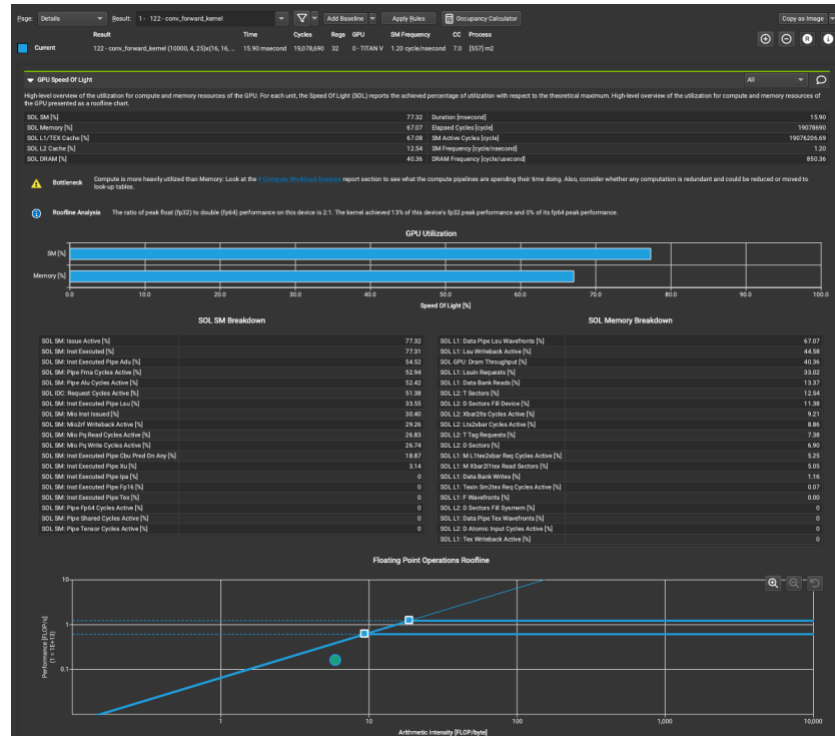 Page: Details Result: 1 - 122 - conv_forward_kernel Add Baseline Apply Rules Occupancy Calculator Copy as Image
Result Time Cycles Regs GPU SM Frequency CC Process
Current 122 - conv_forward_kernel (10000, 4, 25)x(16, 16, ... 15.90 msecond 19,078,690 32 0 - TITAN V 1.20 cycle/nsecond 7.0 [557] m2
GPU Speed Of Light All
High-level overview of the utilization for compute and memory resources of the GPU. For each unit, the Speed Of Light (SOL) reports the achieved percentage of utilization with respect to the theoretical maximum. High-level overview of the utilization for compute and memory resources of
the GPU presented as a roofline chart.
SOL SM [%] 77.32 Duration [msecond] 15.90
SOL Memory [%] 67.07 Elapsed Cycles [cycle] 19078690
SOL L1/TEX Cache [%] 67.08 SM Active Cycles [cycle] 19076206.69
SOL L2 Cache [%] 12.54 SM Frequency [cycle/nsecond] 1.20
SOL DRAM [%] 40.36 DRAM Frequency [cycle/usecond] 850.36
Bottleneck Compute is more heavily utilized than Memory: Look at the Compute Workload Analysis report section to see what the compute pipelines are spending their time doing. Also, consider whether any computation is redundant and could be reduced or moved to
look-up tables.
Roofline Analysis The ratio of peak float (fp32) to double (fp64) performance on this device is 2:1. The kernel achieved 13% of this device's fp32 peak performance and 0% of its fp64 peak performance.
GPU Utilization
SM [%]
Memory [%]
0.0 10.0 20.0 30.0 40.0 50.0 60.0 70.0 80.0 90.0 100.0
Speed Of Light [%]
SOL SM Breakdown SOL Memory Breakdown
SOL SM: Issue Active [%] 77.32 SOL L1: Data Pipe Lsu Wavefronts [%] 67.07
SOL SM: Inst Executed [%] 77.31 SOL L1: Lsu Writeback Active [%] 44.58
SOL SM: Inst Executed Pipe Adu [%] 54.52 SOL GPU: Dram Throughput [%] 40.36
SOL SM: Pipe Fma Cycles Active [%] 52.94 SOL L1: Lsuin Requests [%] 33.02
SOL SM: Pipe Alu Cycles Active [%] 52.42 SOL L1: Data Bank Reads [%] 13.37
SOL IDC: Request Cycles Active [%] 51.38 SOL L2: T Sectors [%] 12.54
SOL SM: Inst Executed Pipe Lsu [%] 33.55 SOL L2: D Sectors Fill Device [%] 11.38
SOL SM: Mio Inst Issued [%] 30.40 SOL L2: Xbar2lts Cycles Active [%] 9.21
SOL SM: Mio2rf Writeback Active [%] 29.26 SOL L2: Lts2xbar Cycles Active [%] 8.86
SOL SM: Mio Pq Read Cycles Active [%] 26.83 SOL L2: T Tag Requests [%] 7.38
SOL SM: Mio Pq Write Cycles Active [%] 26.74 SOL L2: D Sectors [%] 6.90
SOL SM: Inst Executed Pipe Cbu Pred On Any [%] 18.87 SOL L1: M L1tex2xbar Req Cycles Active [%] 5.25
SOL SM: Inst Executed Pipe Xu [%] 3.14 SOL L1: M Xbar2l1tex Read Sectors [%] 5.05
SOL SM: Inst Executed Pipe Ipa [%] 0 SOL L1: Data Bank Writes [%] 1.16
SOL SM: Inst Executed Pipe Fp16 [%] 0 SOL L1: Texin Sm2tex Req Cycles Active [%] 0.07
SOL SM: Inst Executed Pipe Tex [%] 0 SOL L1: F Wavefronts [%] 0.00
SOL SM: Pipe Fp64 Cycles Active [%] 0 SOL L2: D Sectors Fill Sysmem [%] 0
SOL SM: Pipe Shared Cycles Active [%] 0 SOL L1: Data Pipe Tex Wavefronts [%] 0
SOL SM: Pipe Tensor Cycles Active [%] 0 SOL L2: D Atomic Input Cycles Active [%] 0
SOL L1: Tex Writeback Active [%] 0
Floating Point Operations Roofline
10
1
0.1
Performance [FLOP/s]
(1 = 1E+13)
1 10 100 1,000 10,000
Arithmetic Intensity [FLOP/byte]